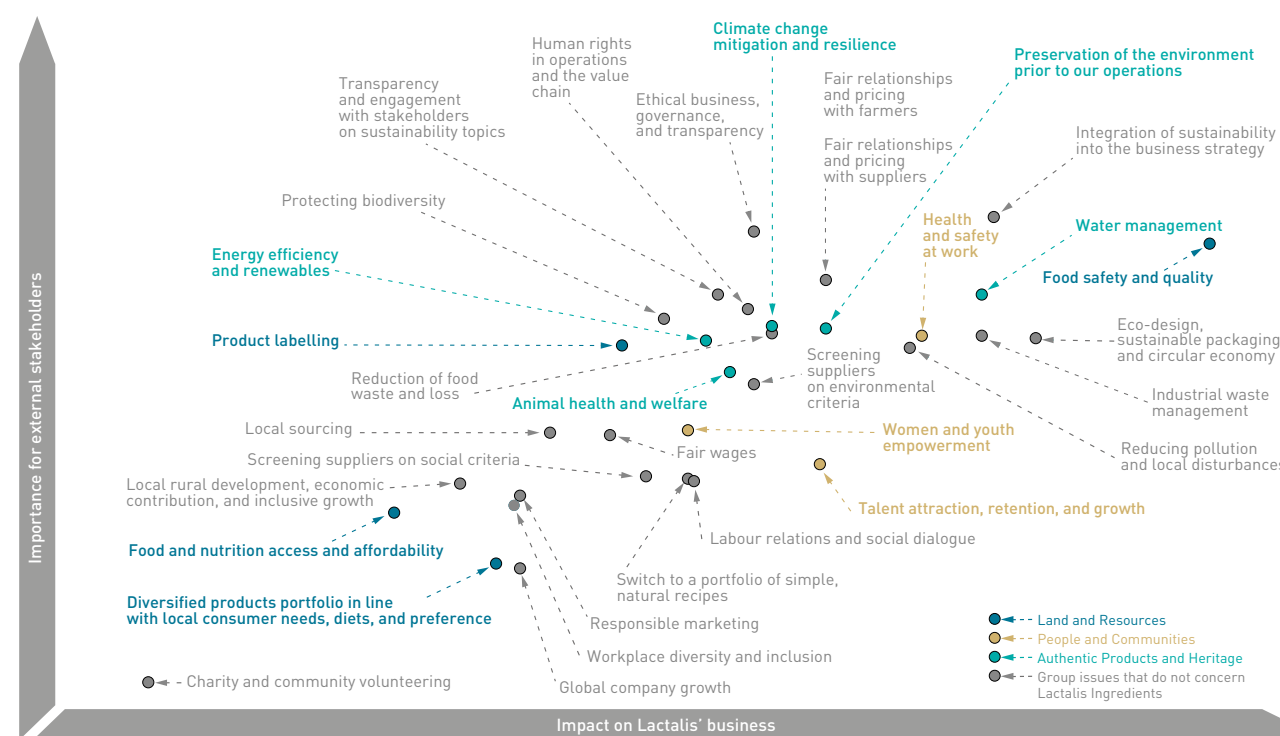 Climate change
mitigation and resilience
Human rights
in operations
and the value
chain
Preservation of the environment
prior to our operations
Transparency
and engagement
with stakeholders
on sustainability topics
Ethical business,
governance,
and transparency
Fair relationships
and pricing
with farmers
Fair relationships
and pricing
with suppliers
Integration of sustainability
into the business strategy
Protecting biodiversity
Health
and safety
at work
Water management
Energy efficiency
and renewables
Food safety and quality
Product labelling
Eco-design,
sustainable packaging
and circular economy
Reduction of food
waste and loss
Screening
suppliers
on environmental
criteria
Animal health and welfare
Industrial waste
management
Local sourcing
Women and youth
empowerment
Fair wages
Reducing pollution
and local disturbances
Screening suppliers on social criteria
Local rural development, economic
contribution, and inclusive growth
Talent attraction, retention, and growth
Food and nutrition access and affordability
Labour relations and social dialogue
Switch to a portfolio of simple,
natural recipes
Diversified products portfolio in line
with local consumer needs, diets, and preference
Responsible marketing
Workplace diversity and inclusion
Global company growth
Charity and community volunteering
Land and Resources
People and Communities
Authentic Products and Heritage
Group issues that do not concern
Lactalis Ingredients
Importance for external stakeholders
Impact on Lactalis’ business